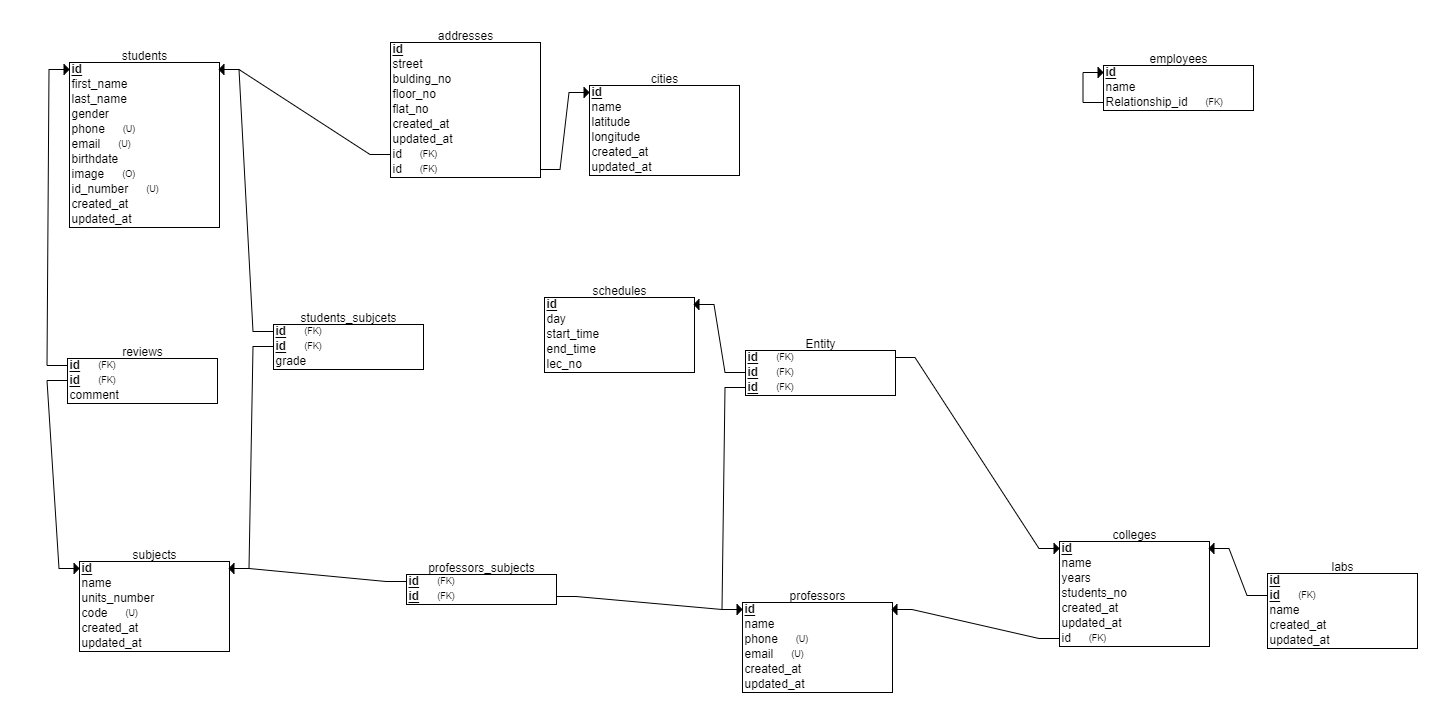 students
id
first_name
last_name
gender
phone (U)
email (U)
birthdate
image (O)
id_number (U)
created_at
updated_at
addresses
id
street
bulding_no
floor_no
flat_no
created_at
updated_at
id (FK)
id (FK)
cities
id
name
latitude
longitude
created_at
updated_at
employees
id
name
Relationship_id (FK)
reviews
id (FK)
id (FK)
comment
students_subjcets
id (FK)
id (FK)
grade
schedules
id
day
start_time
end_time
lec_no
Entity
id (FK)
id (FK)
id (FK)
subjects
id
name
units_number
code (U)
created_at
updated_at
professors_subjects
id (FK)
id (FK)
professors
id
name
phone (U)
email (U)
created_at
updated_at
colleges
id
name
years
students_no
created_at
updated_at
id (FK)
labs
id
id (FK)
name
created_at
updated_at